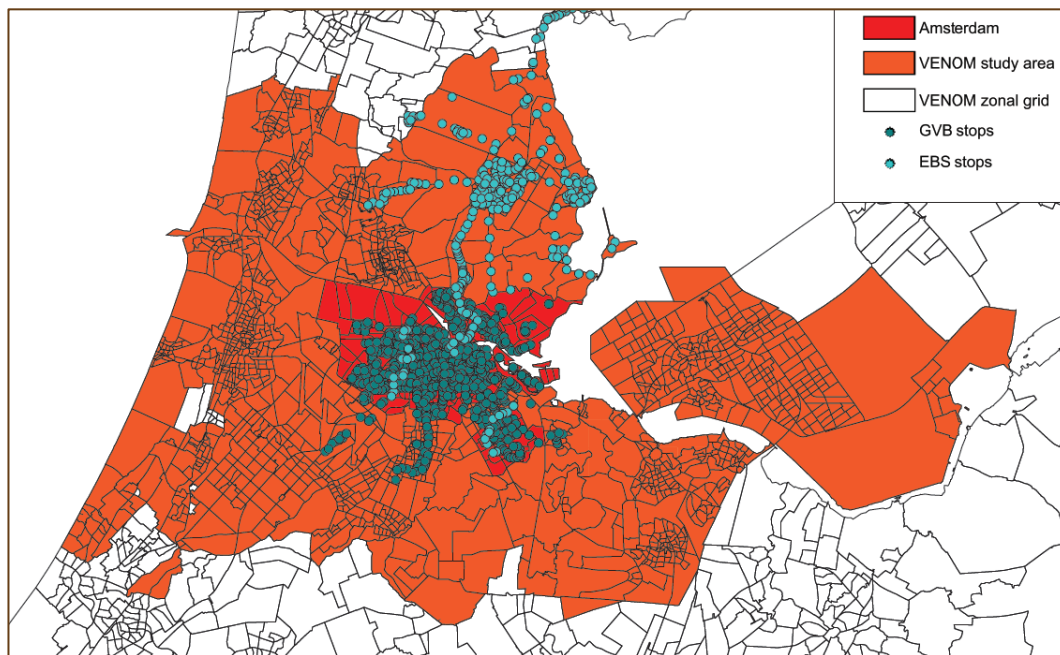 Amsterdam
VENOM study area
VENOM zonal grid
GVB stops
EBS stops